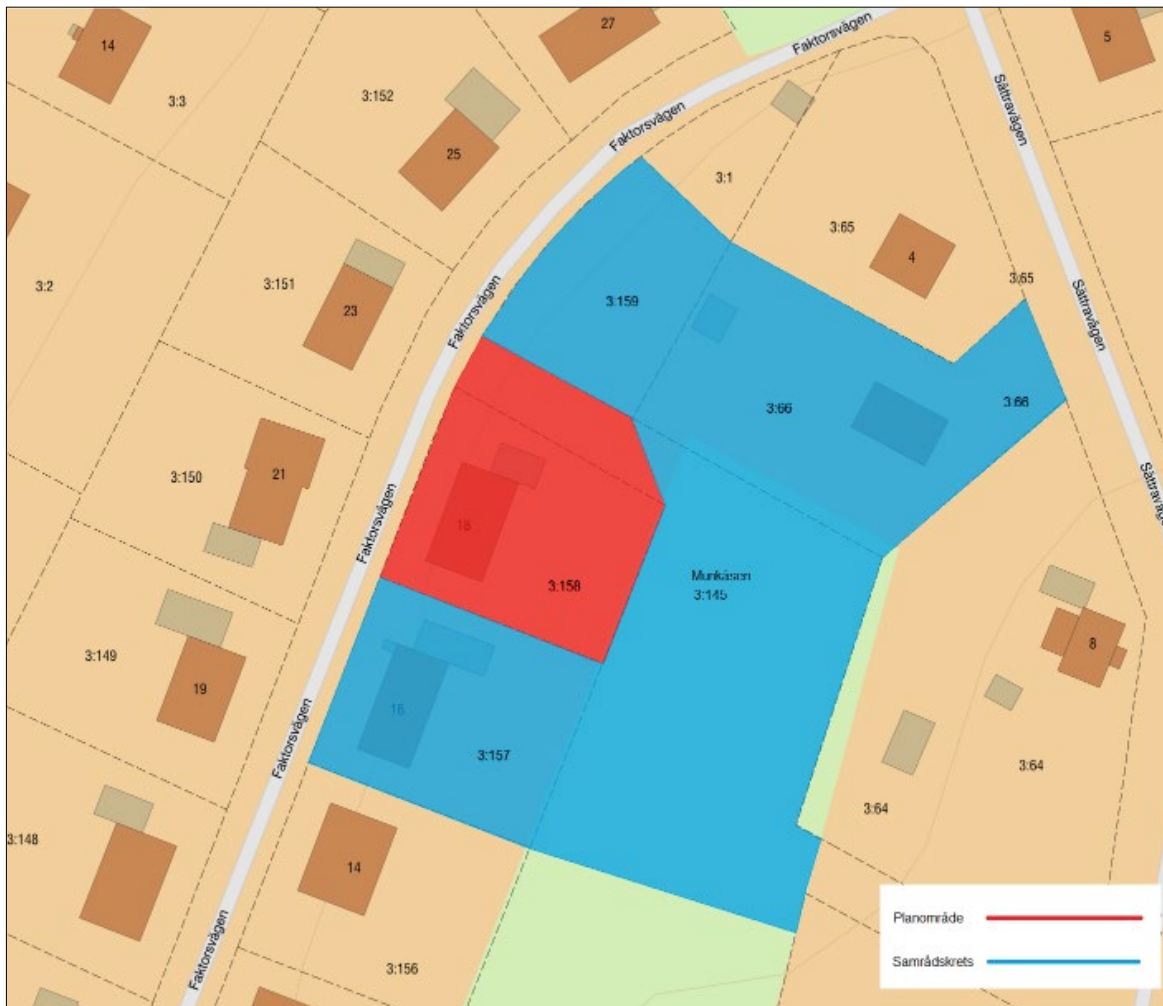 27
Faktorsvägen
14
5
3:152
3:3
Sättravägen
Faktorsvägen
25
3:1
3:65
4
3:65
3:151
3:2
3:159
Sättravägen
23
Faktorsvägen
3:66
3:66
21
3:150
Sättravägen
Faktorsvägen
18
Munkåsen
3:158
3:145
8
3:149
19
16
3:157
Faktorsvägen
3:64
3:64
3:148
14
Planområde
Faktorsvägen
Samrådskrets
3:156